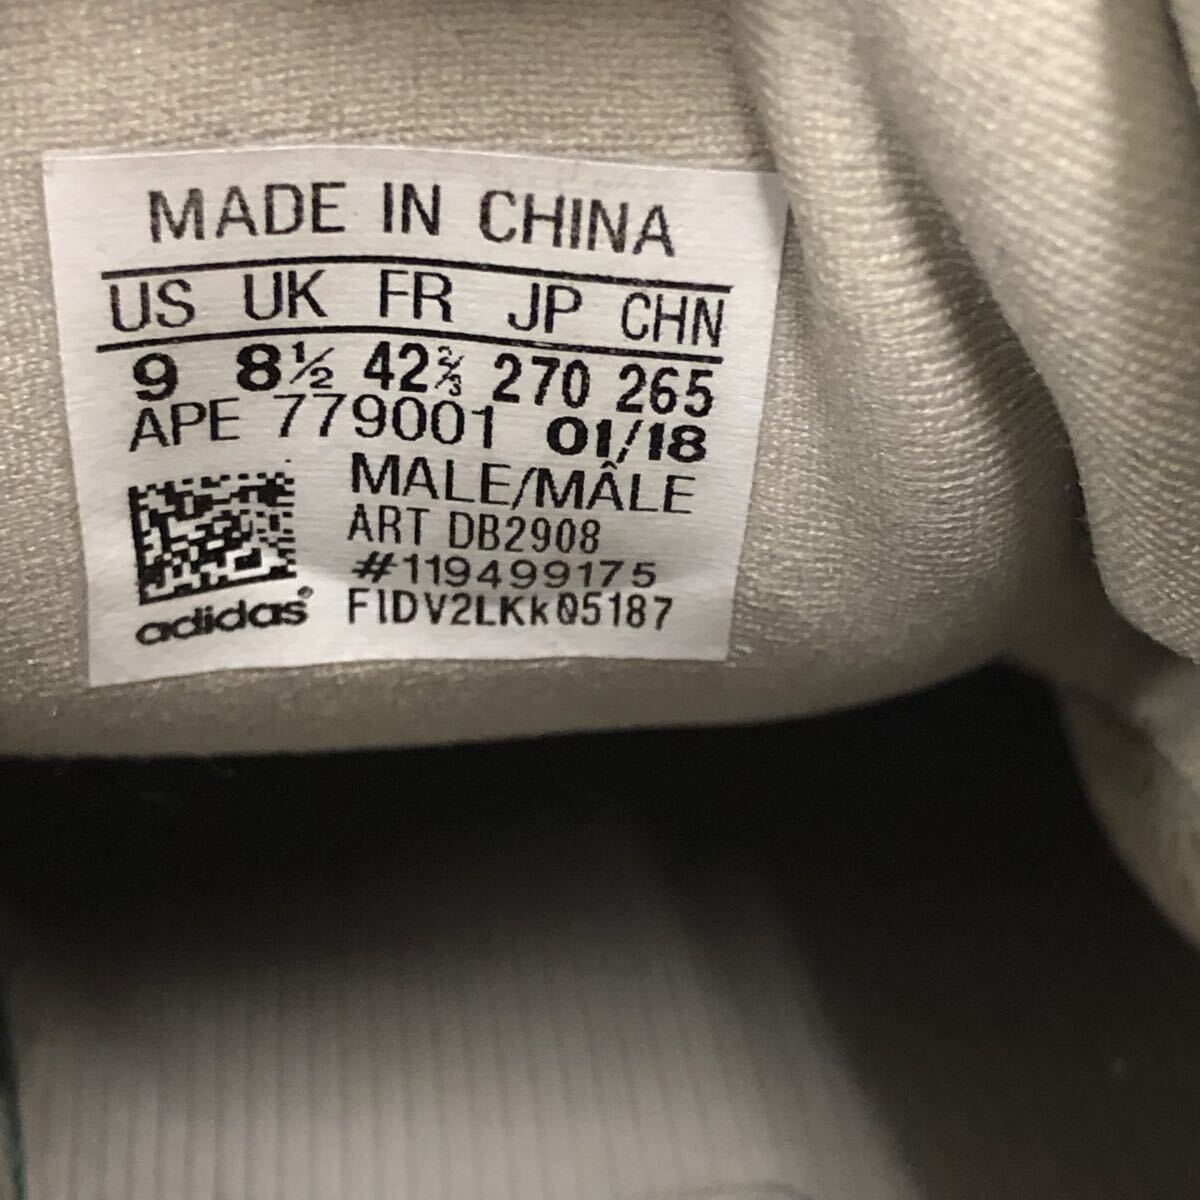 MADE IN CHINA
US UK FR JP CHN
9 8½ 42⅔ 270 265
APE 779001 01/18
MALE/MÂLE
ART DB2908
#119499175
F1DV2LKk05187
adidas®